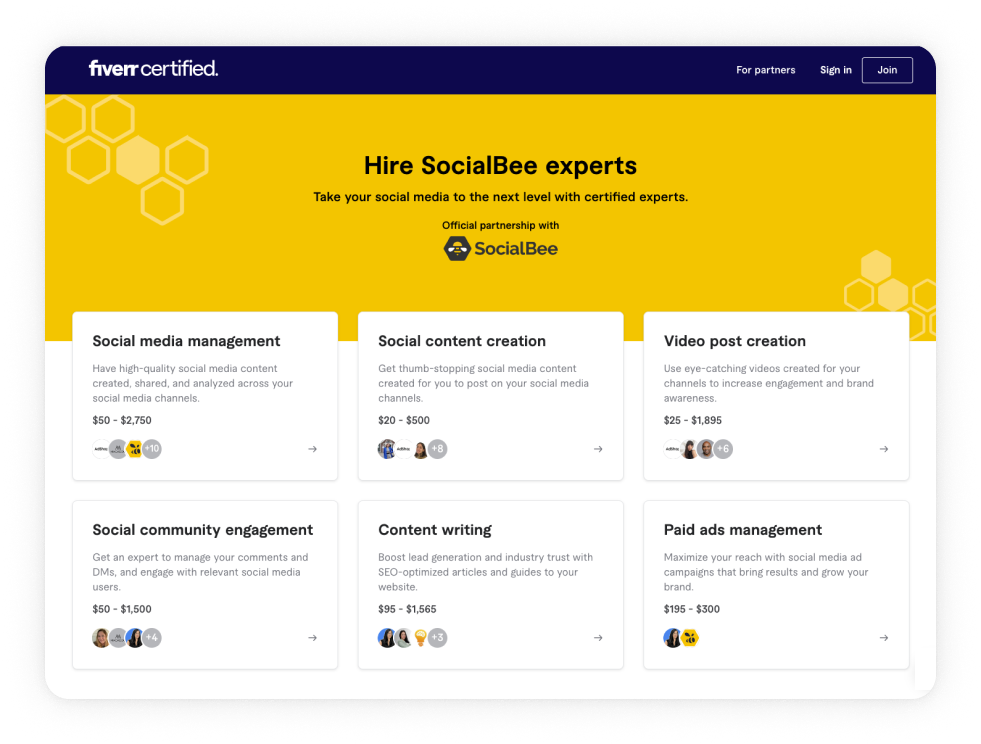 fiverr certified.
For partners
Sign in
Join
Hire SocialBee experts
Take your social media to the next level with certified experts.
Official partnership with
SocialBee
Social media management
Have high-quality social media content
created, shared, and analyzed across your
social media channels.
$50 - $2,750
+10
Social content creation
Get thumb-stopping social media content
created for you to post on your social media
channels.
$20 - $500
+8
Video post creation
Use eye-catching videos created for your
channels to increase engagement and brand
awareness.
$25 - $1,895
+6
Social community engagement
Get an expert to manage your comments and
DMs, and engage with relevant social media
users.
$50 - $1,500
+4
Content writing
Boost lead generation and industry trust with
SEO-optimized articles and guides to your
website.
$95 - $1,565
+3
Paid ads management
Maximize your reach with social media ad
campaigns that bring results and grow your
brand.
$195 - $300